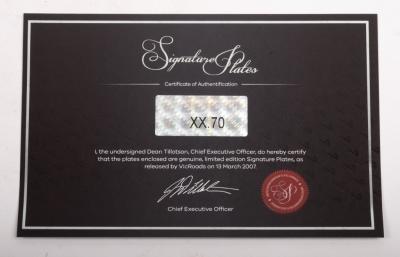 Signature Plates
Certificate of Authentification
XX.70
I, the undersigned Dean Tillotson, Chief Executive Officer, do hereby certify
that the plates enclosed are genuine, limited edition Signature Plates, as
released by VicRoads on 13 March 2007.
Chief Executive Officer